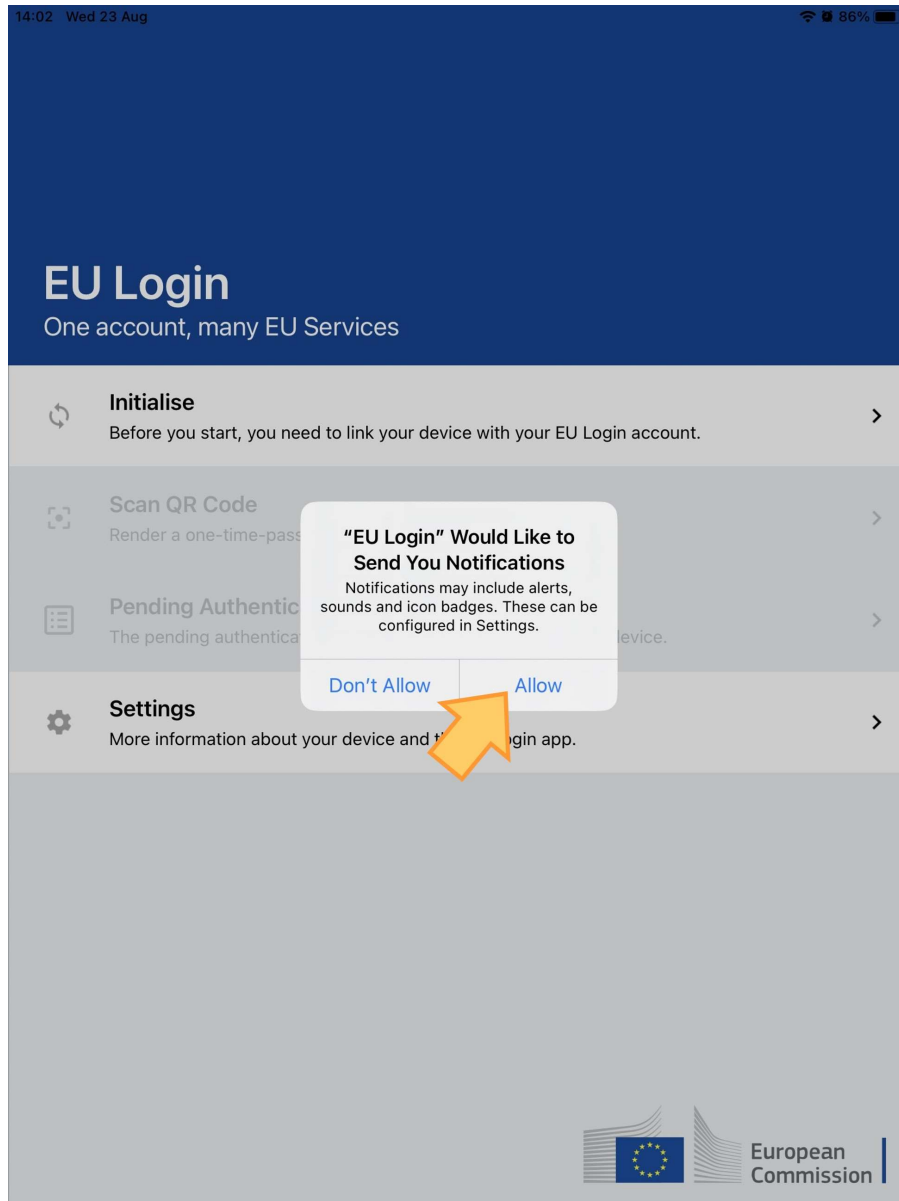 14:02 Wed 23 Aug
86%
EU Login
One account, many EU Services
Initialise
Before you start, you need to link your device with your EU Login account.
Scan QR Code
Render a one-time-pass
"EU Login" Would Like to
Send You Notifications
Notifications may include alerts,
sounds and icon badges. These can be
configured in Settings.
Pending Authentic
The pending authentica
device.
Don't Allow
Allow
Settings
More information about your device and
gin app.
European
Commission